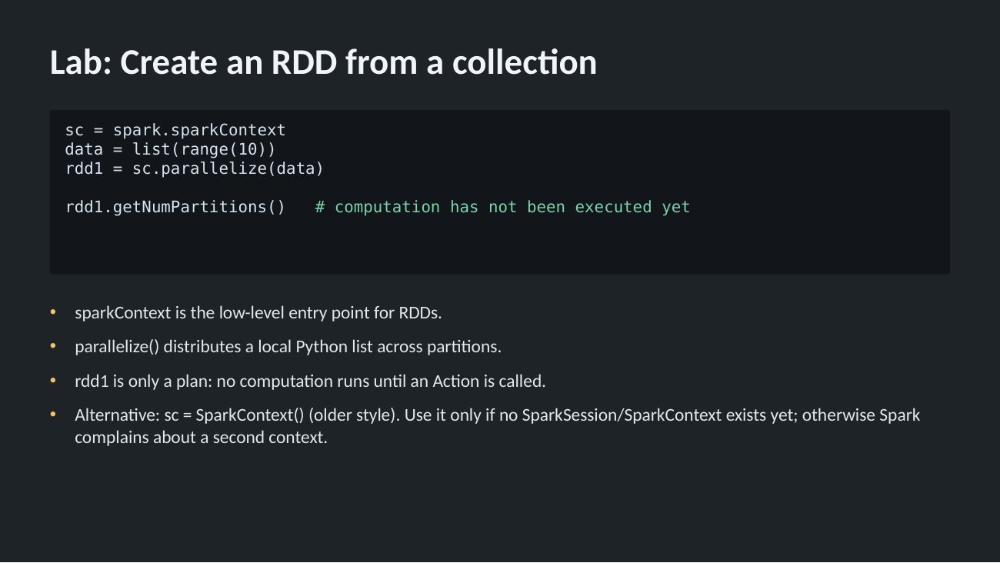 Lab: Create an RDD from a collection
sc = spark.sparkContext
data = list(range(10))
rdd1 = sc.parallelize(data)
rdd1.getNumPartitions()   # computation has not been executed yet
• sparkContext is the low-level entry point for RDDs.
• parallelize() distributes a local Python list across partitions.
• rdd1 is only a plan: no computation runs until an Action is called.
• Alternative: sc = SparkContext() (older style). Use it only if no SparkSession/SparkContext exists yet; otherwise Spark
complains about a second context.